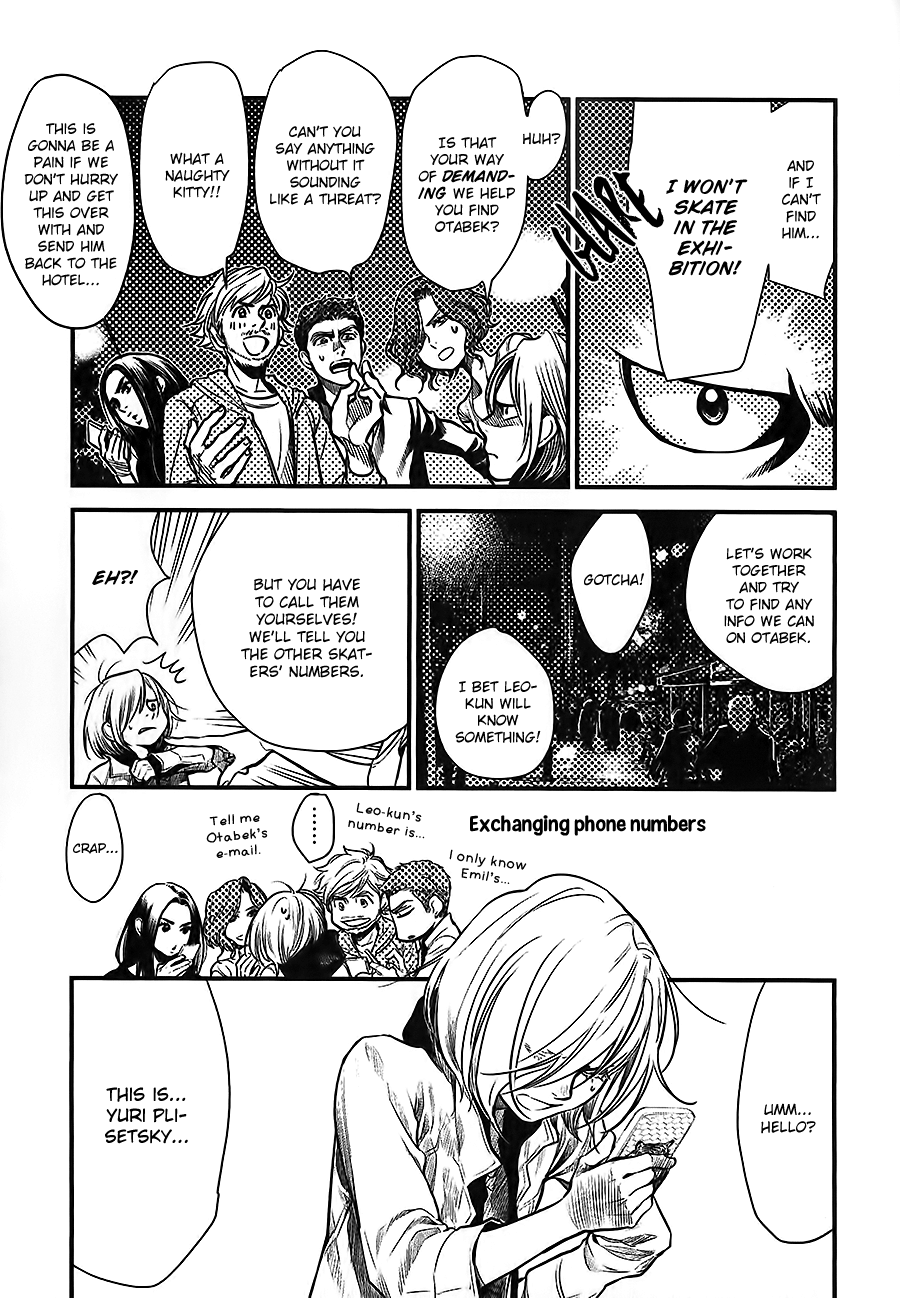 AND
IF I
CAN'T
FIND
HIM...
I WON'T
SKATE
IN THE
EXHI-
BITION!
GLARE
HUH?
IS THAT
YOUR WAY
OF DEMAND-
ING WE HELP
YOU FIND
OTABEK?
CAN'T YOU
SAY ANYTHING
WITHOUT IT
SOUNDING
LIKE A THREAT?
WHAT A
NAUGHTY
KITTY!!
THIS IS
GONNA BE A
PAIN IF WE
DON'T HURRY
UP AND GET
THIS OVER
WITH AND
SEND HIM
BACK TO THE
HOTEL...
LET'S WORK
TOGETHER
AND TRY
TO FIND ANY
INFO WE CAN
ON OTABEK.
GOTCHA!
I BET LEO-
KUN WILL
KNOW
SOMETHING!
BUT YOU HAVE
TO CALL THEM
YOURSELVES!
WE'LL TELL YOU
THE OTHER SKAT-
ERS' NUMBERS.
EH?!
Exchanging phone numbers
I only know
Emil's...
Leo-kun's
number is...
......
Tell me
Otabek's
e-mail.
CRAP...
UMM...
HELLO?
THIS IS...
YURI PLI-
SETSKY...